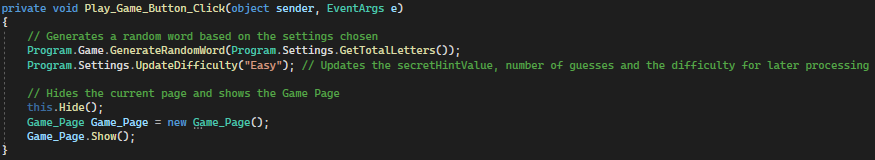 private void Play_Game_Button_Click(object sender, EventArgs e)
{
// Generates a random word based on the settings chosen
Program.Game.GenerateRandomWord(Program.Settings.GetTotalLetters());
Program.Settings.UpdateDifficulty("Easy"); // Updates the secretHintValue, number of guesses and the difficulty for later processing
// Hides the current page and shows the Game Page
this.Hide();
Game_Page Game_Page = new Game_Page();
Game_Page.Show();
}